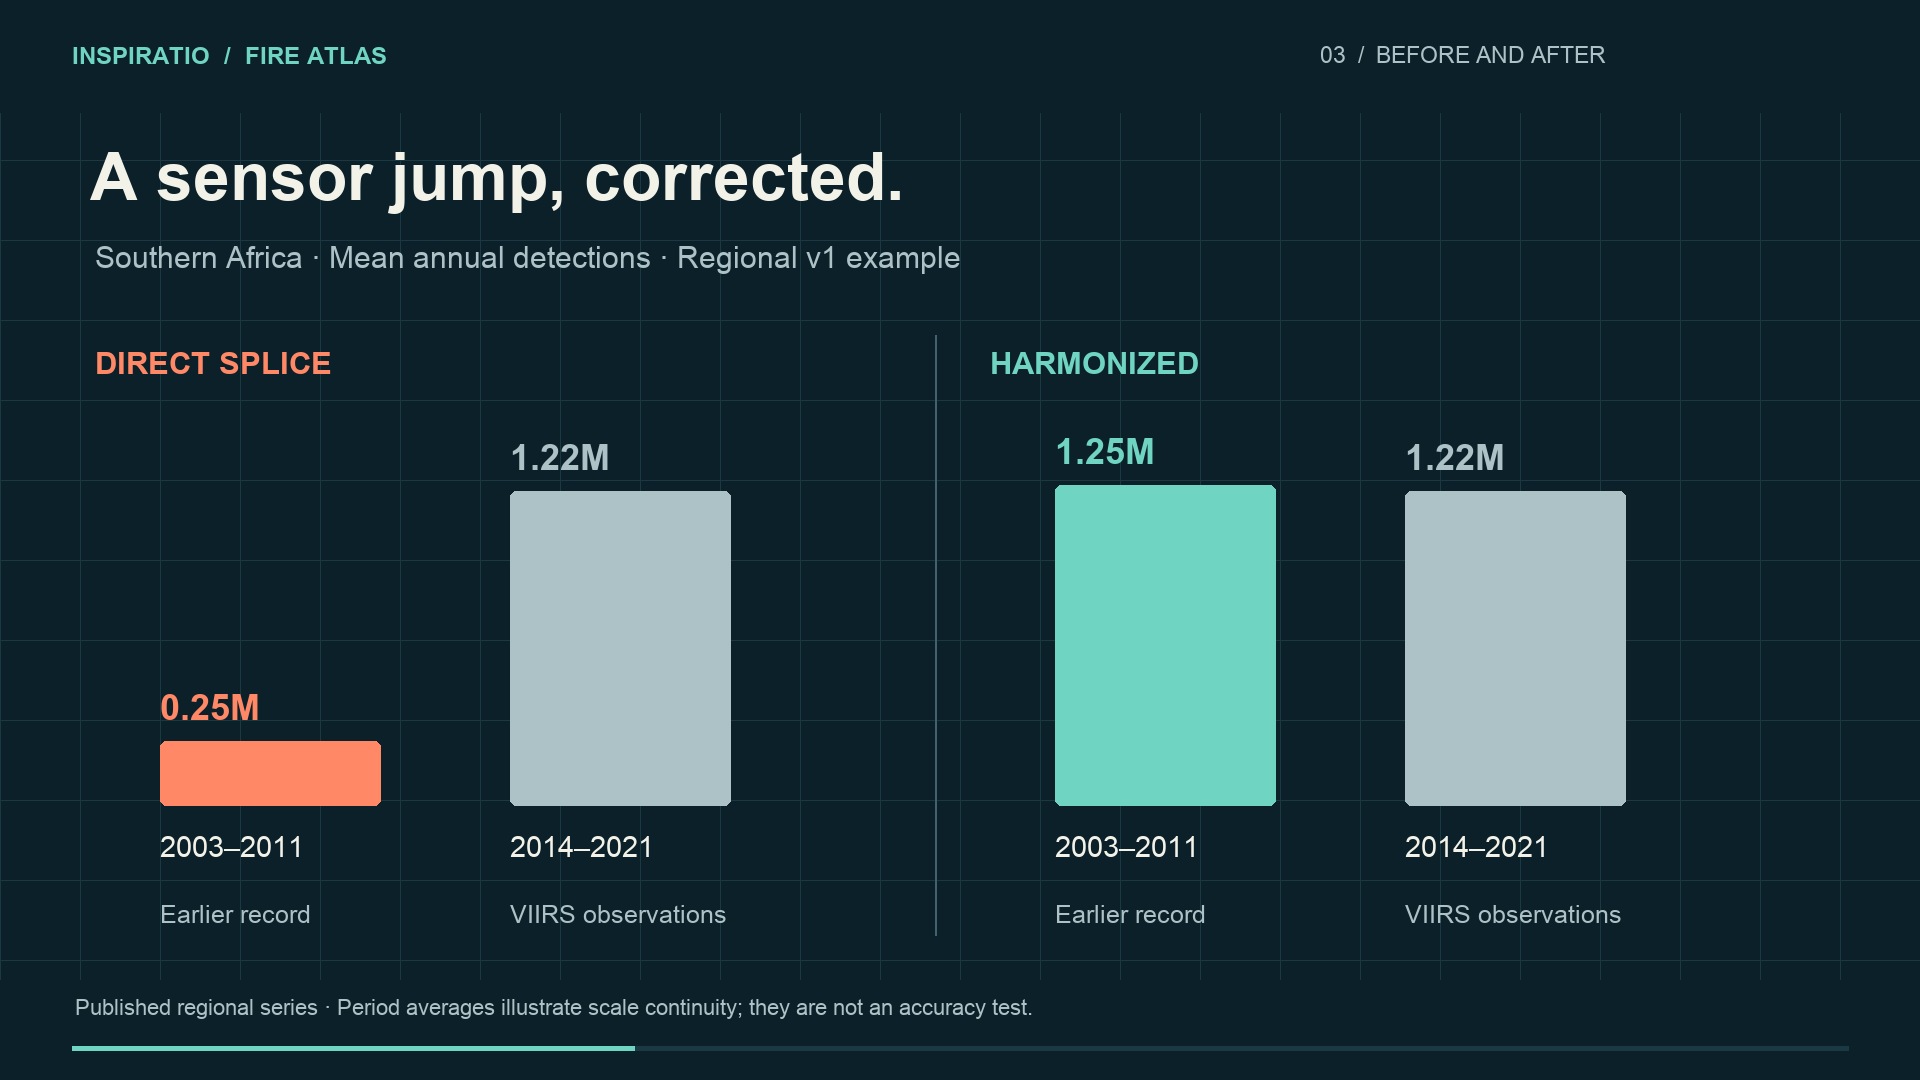 INSPIRATIO / FIRE ATLAS
03 / BEFORE AND AFTER
A sensor jump, corrected.
Southern Africa · Mean annual detections · Regional v1 example
DIRECT SPLICE
0.25M
1.22M
2003–2011
2014–2021
Earlier record
VIIRS observations
HARMONIZED
1.25M
1.22M
2003–2011
2014–2021
Earlier record
VIIRS observations
Published regional series · Period averages illustrate scale continuity; they are not an accuracy test.